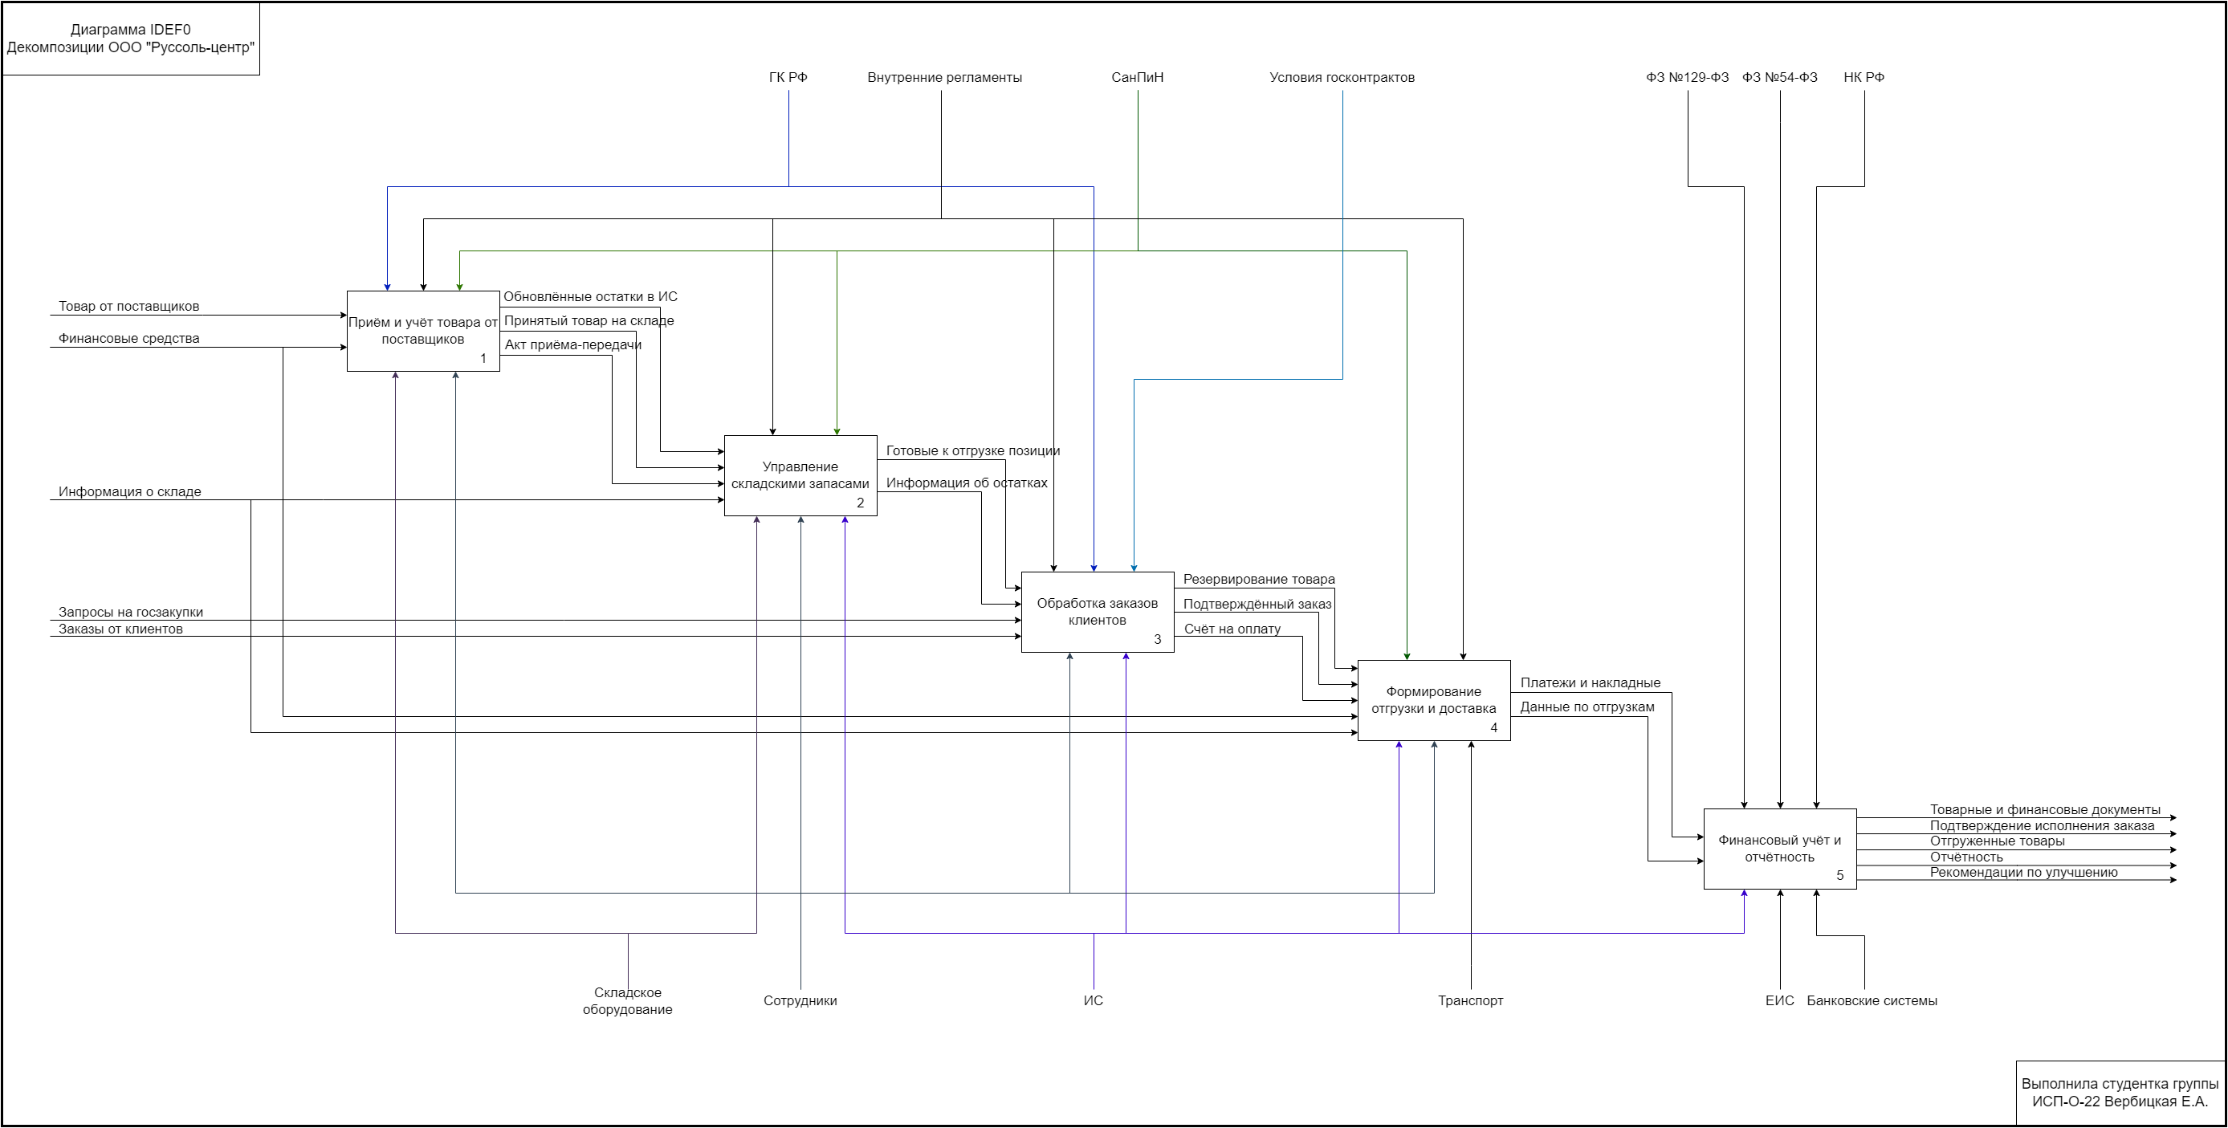 Диаграмма IDEF0
Декомпозиции ООО "Руссоль-центр"
ГК РФ
Внутренние регламенты
СанПиН
Условия госконтрактов
ФЗ №129-ФЗ
ФЗ №54-ФЗ
НК РФ
Товар от поставщиков
Финансовые средства
Приём и учёт товара от
поставщиков
1
Обновлённые остатки в ИС
Принятый товар на складе
Акт приёма-передачи
Информация о складе
Управление
складскими запасами
2
Готовые к отгрузке позиции
Информация об остатках
Запросы на госзакупки
Заказы от клиентов
Обработка заказов
клиентов
3
Резервирование товара
Подтверждённый заказ
Счёт на оплату
Формирование
отгрузки и доставка
4
Платежи и накладные
Данные по отгрузкам
Финансовый учёт и
отчётность
5
Товарные и финансовые документы
Подтверждение исполнения заказа
Отгруженные товары
Отчётность
Рекомендации по улучшению
Складское
оборудование
Сотрудники
ИС
Транспорт
ЕИС
Банковские системы
Выполнила студентка группы
ИСП-О-22 Вербицкая Е.А.